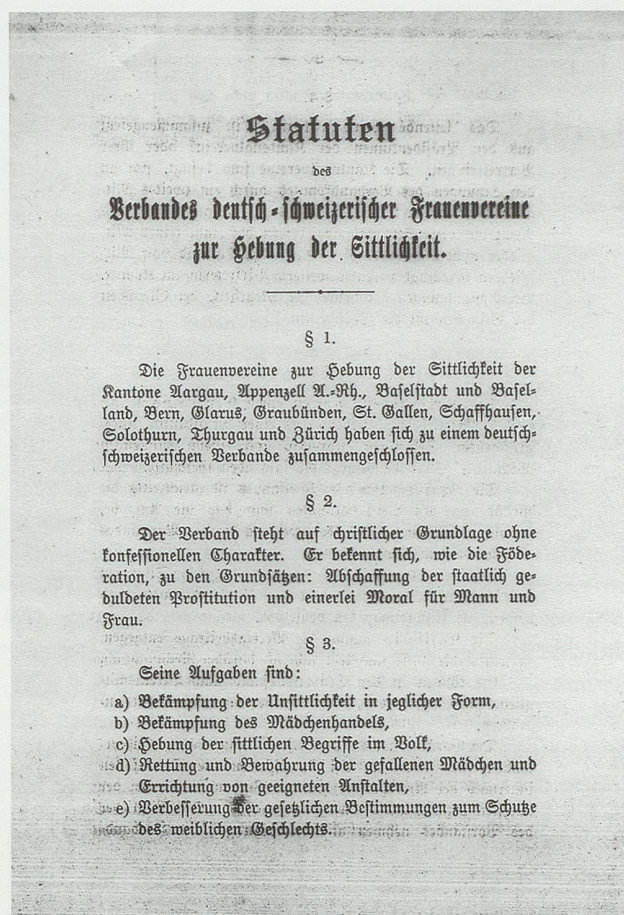 Statuten
des
Verbandes deutsch-schweizerischer Frauenvereine
zur Hebung der Sittlichkeit.
§ 1.
Die Frauenvereine zur Hebung der Sittlichkeit der
Kantone Aargau, Appenzell A.-Rh., Baselstadt und Basel-
land, Bern, Glarus, Graubünden, St. Gallen, Schaffhausen,
Solothurn, Thurgau und Zürich haben sich zu einem deutsch-
schweizerischen Verbande zusammengeschlossen.
§ 2.
Der Verband steht auf christlicher Grundlage ohne
konfessionellen Charakter. Er bekennt sich, wie die Föde-
ration, zu den Grundsätzen: Abschaffung der staatlich ge-
duldeten Prostitution und einerlei Moral für Mann und
Frau.
§ 3.
Seine Aufgaben sind:
a) Bekämpfung der Unsittlichkeit in jeglicher Form,
b) Bekämpfung des Mädchenhandels,
c) Hebung der sittlichen Begriffe im Volk,
d) Rettung und Bewahrung der gefallenen Mädchen und
Errichtung von geeigneten Anstalten,
e) Verbesserung der gesetzlichen Bestimmungen zum Schutze
des weiblichen Geschlechts.